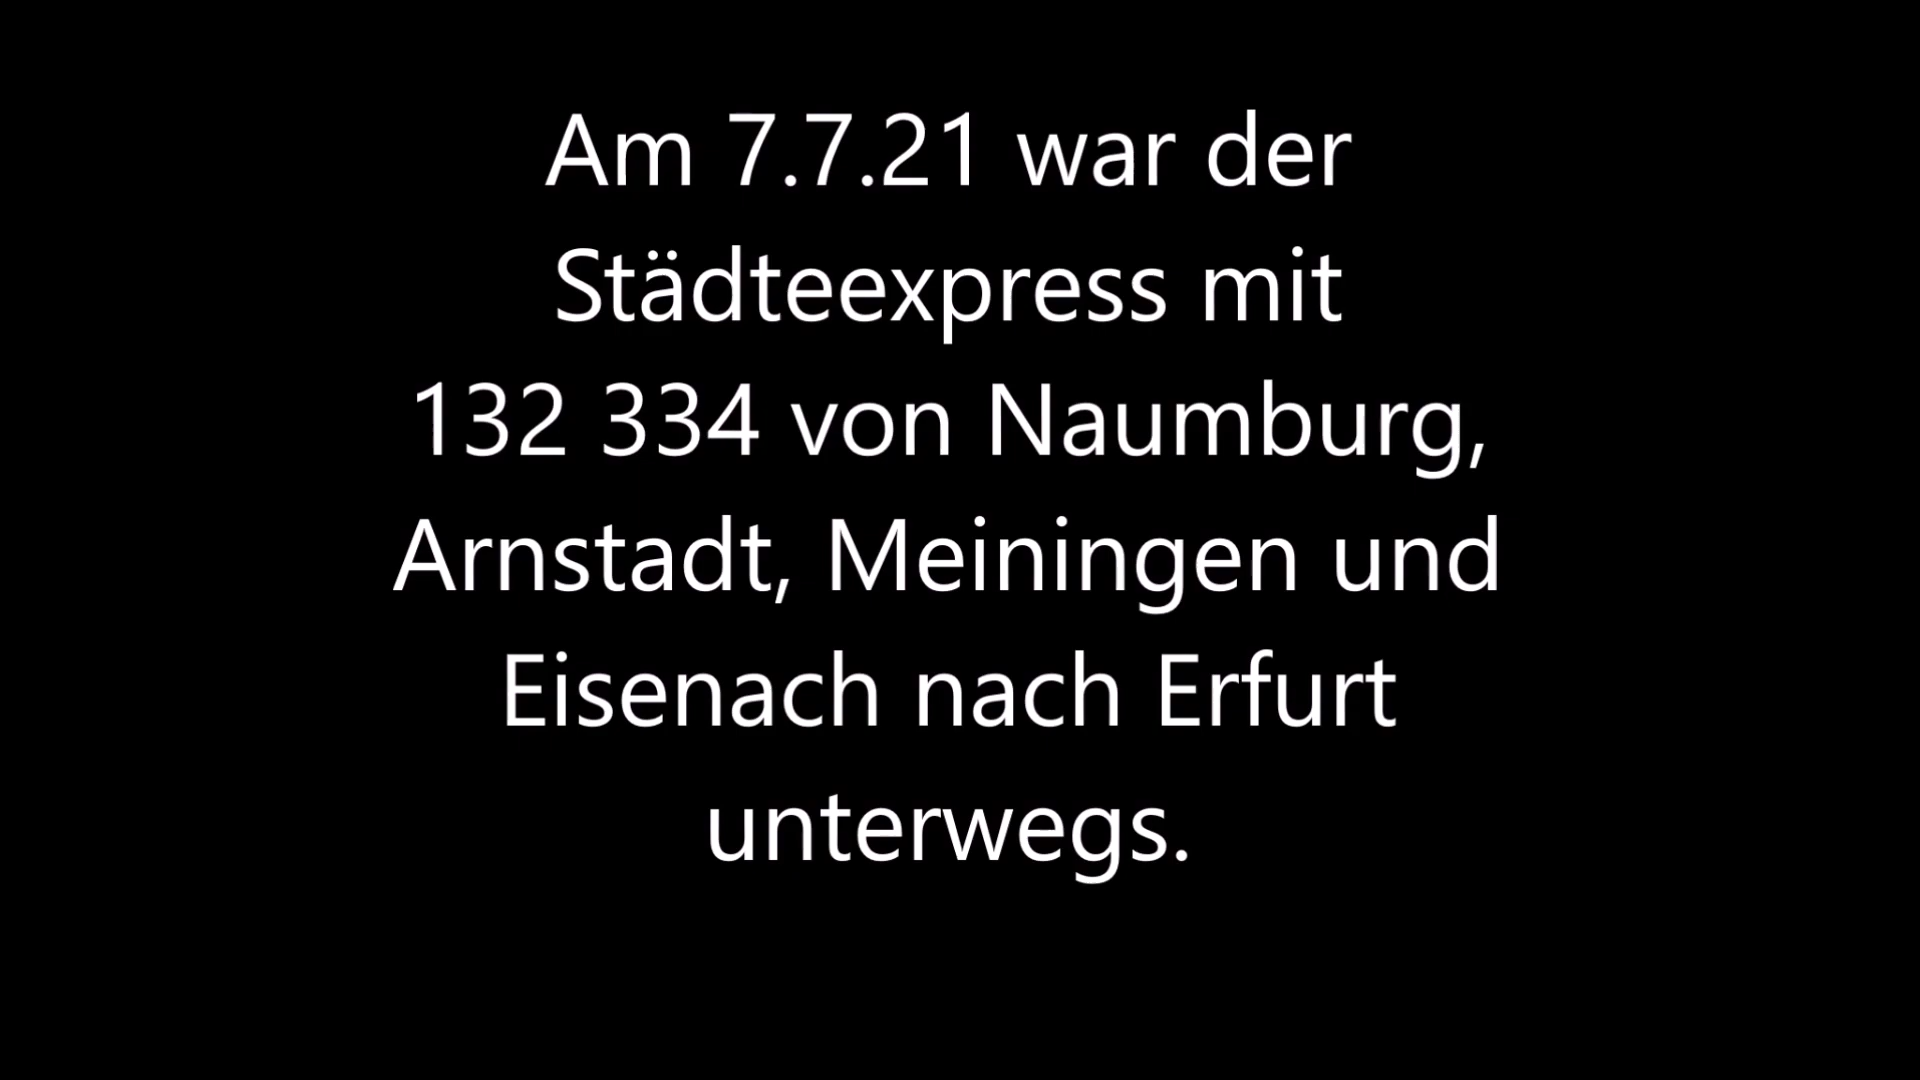 Am 7.7.21 war der
Städteexpress mit
132 334 von Naumburg,
Arnstadt, Meiningen und
Eisenach nach Erfurt
unterwegs.